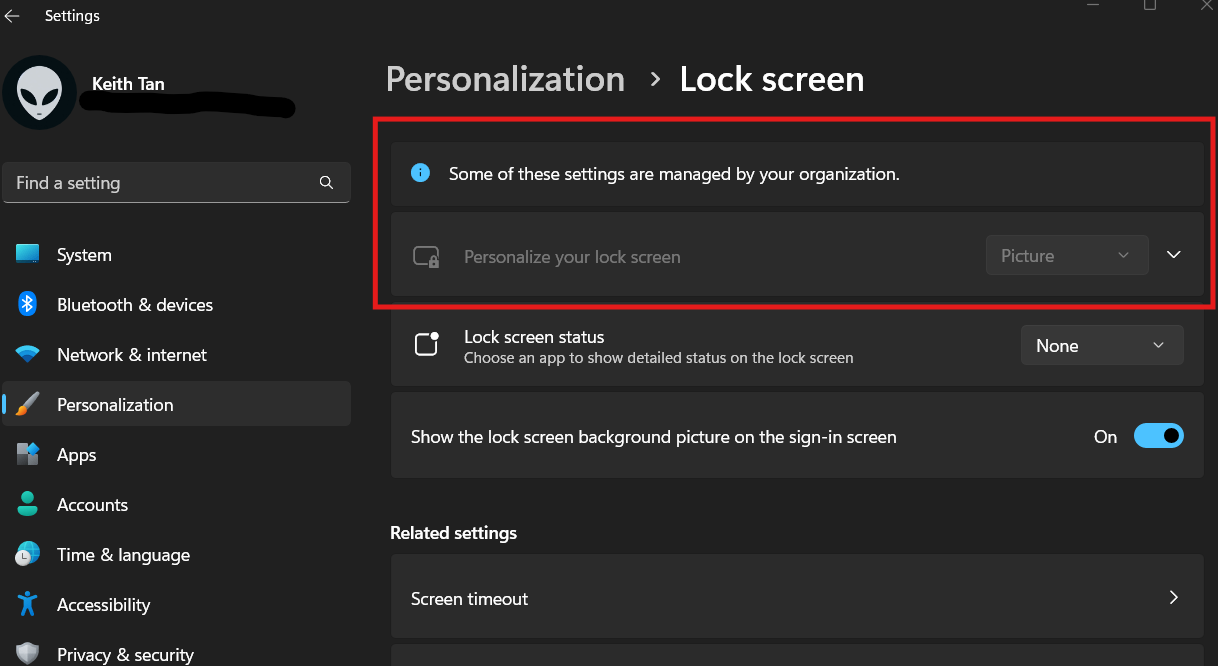 Settings
Keith Tan
Find a setting
System
Bluetooth & devices
Network & internet
Personalization
Apps
Accounts
Time & language
Accessibility
Privacy & security
Personalization > Lock screen
Some of these settings are managed by your organization.
Personalize your lock screen
Picture
Lock screen status
Choose an app to show detailed status on the lock screen
None
Show the lock screen background picture on the sign-in screen
On
Related settings
Screen timeout